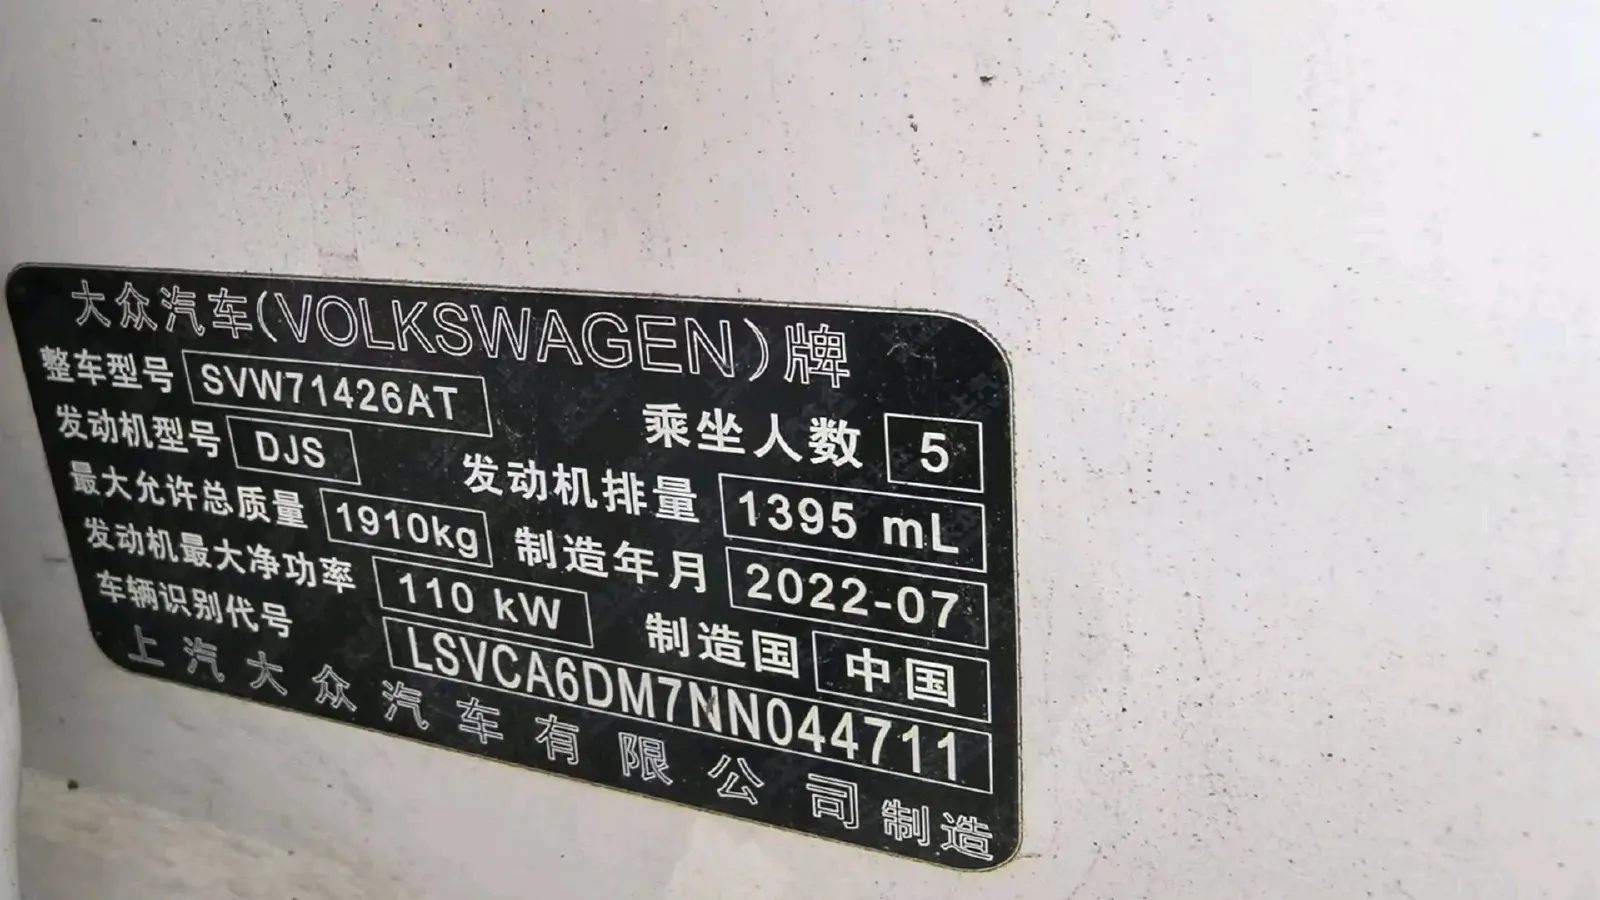 大众汽车(VOLKSWAGEN)牌
整车型号 SVW71426AT 乘坐人数 5
发动机型号 DJS 发动机排量 1395 mL
最大允许总质量 1910kg 制造年月 2022-07
发动机最大净功率 110 kW 制造国 中国
车辆识别代号 LSVCA6DM7NN044711
上汽大众汽车有限公司制造